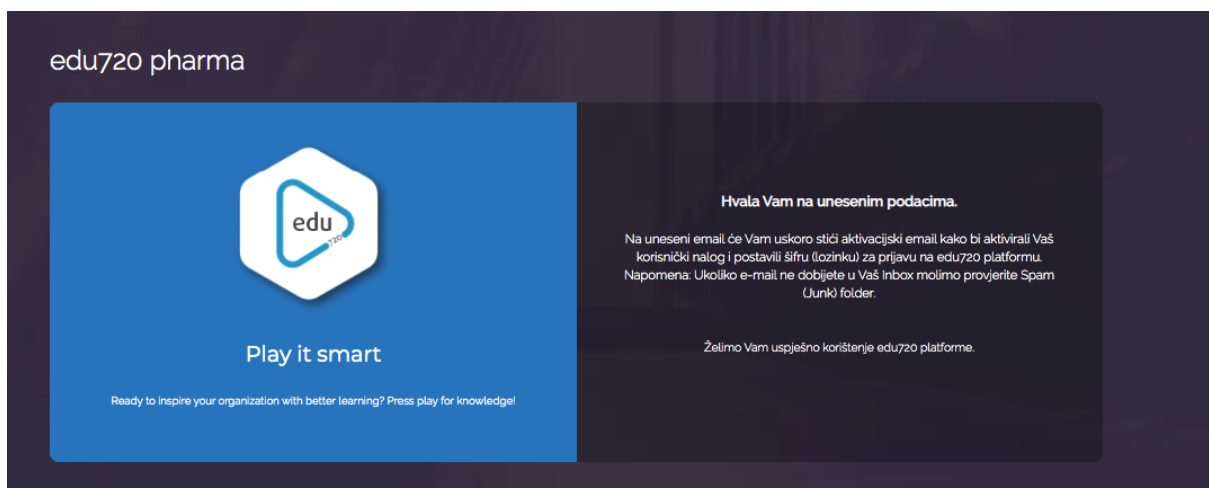 edu720 pharma
edu
720
Play it smart
Ready to inspire your organization with better learning? Press play for knowledge!
Hvala Vam na unesenim podacima.
Na uneseni email će Vam uskoro stići aktivacijski email kako bi aktivirali Vaš
korisnički nalog i postavili šifru (lozinku) za prijavu na edu720 platformu.
Napomena: Ukoliko e-mail ne dobijete u Vaš Inbox molimo provjerite Spam
(Junk) folder.
Želimo Vam uspješno korištenje edu720 platforme.